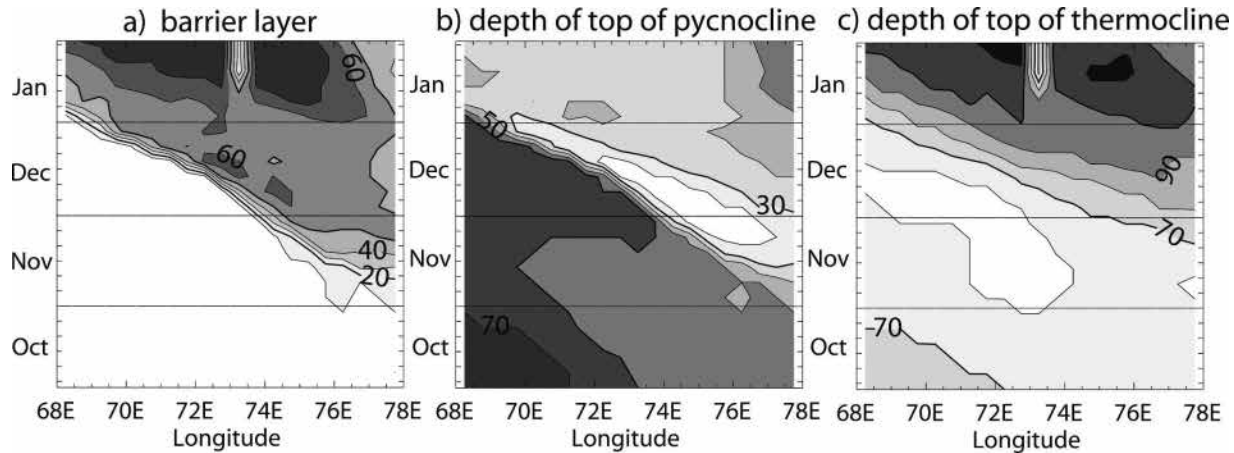 a) barrier layer
b) depth of top of pycnocline
c) depth of top of thermocline
Jan
Dec
Nov
Oct
60
60
40
20
68E 70E 72E 74E 76E 78E
Longitude
Jan
Dec
Nov
Oct
50
30
70
68E 70E 72E 74E 76E 78E
Longitude
Jan
Dec
Nov
Oct
90
70
70
68E 70E 72E 74E 76E 78E
Longitude